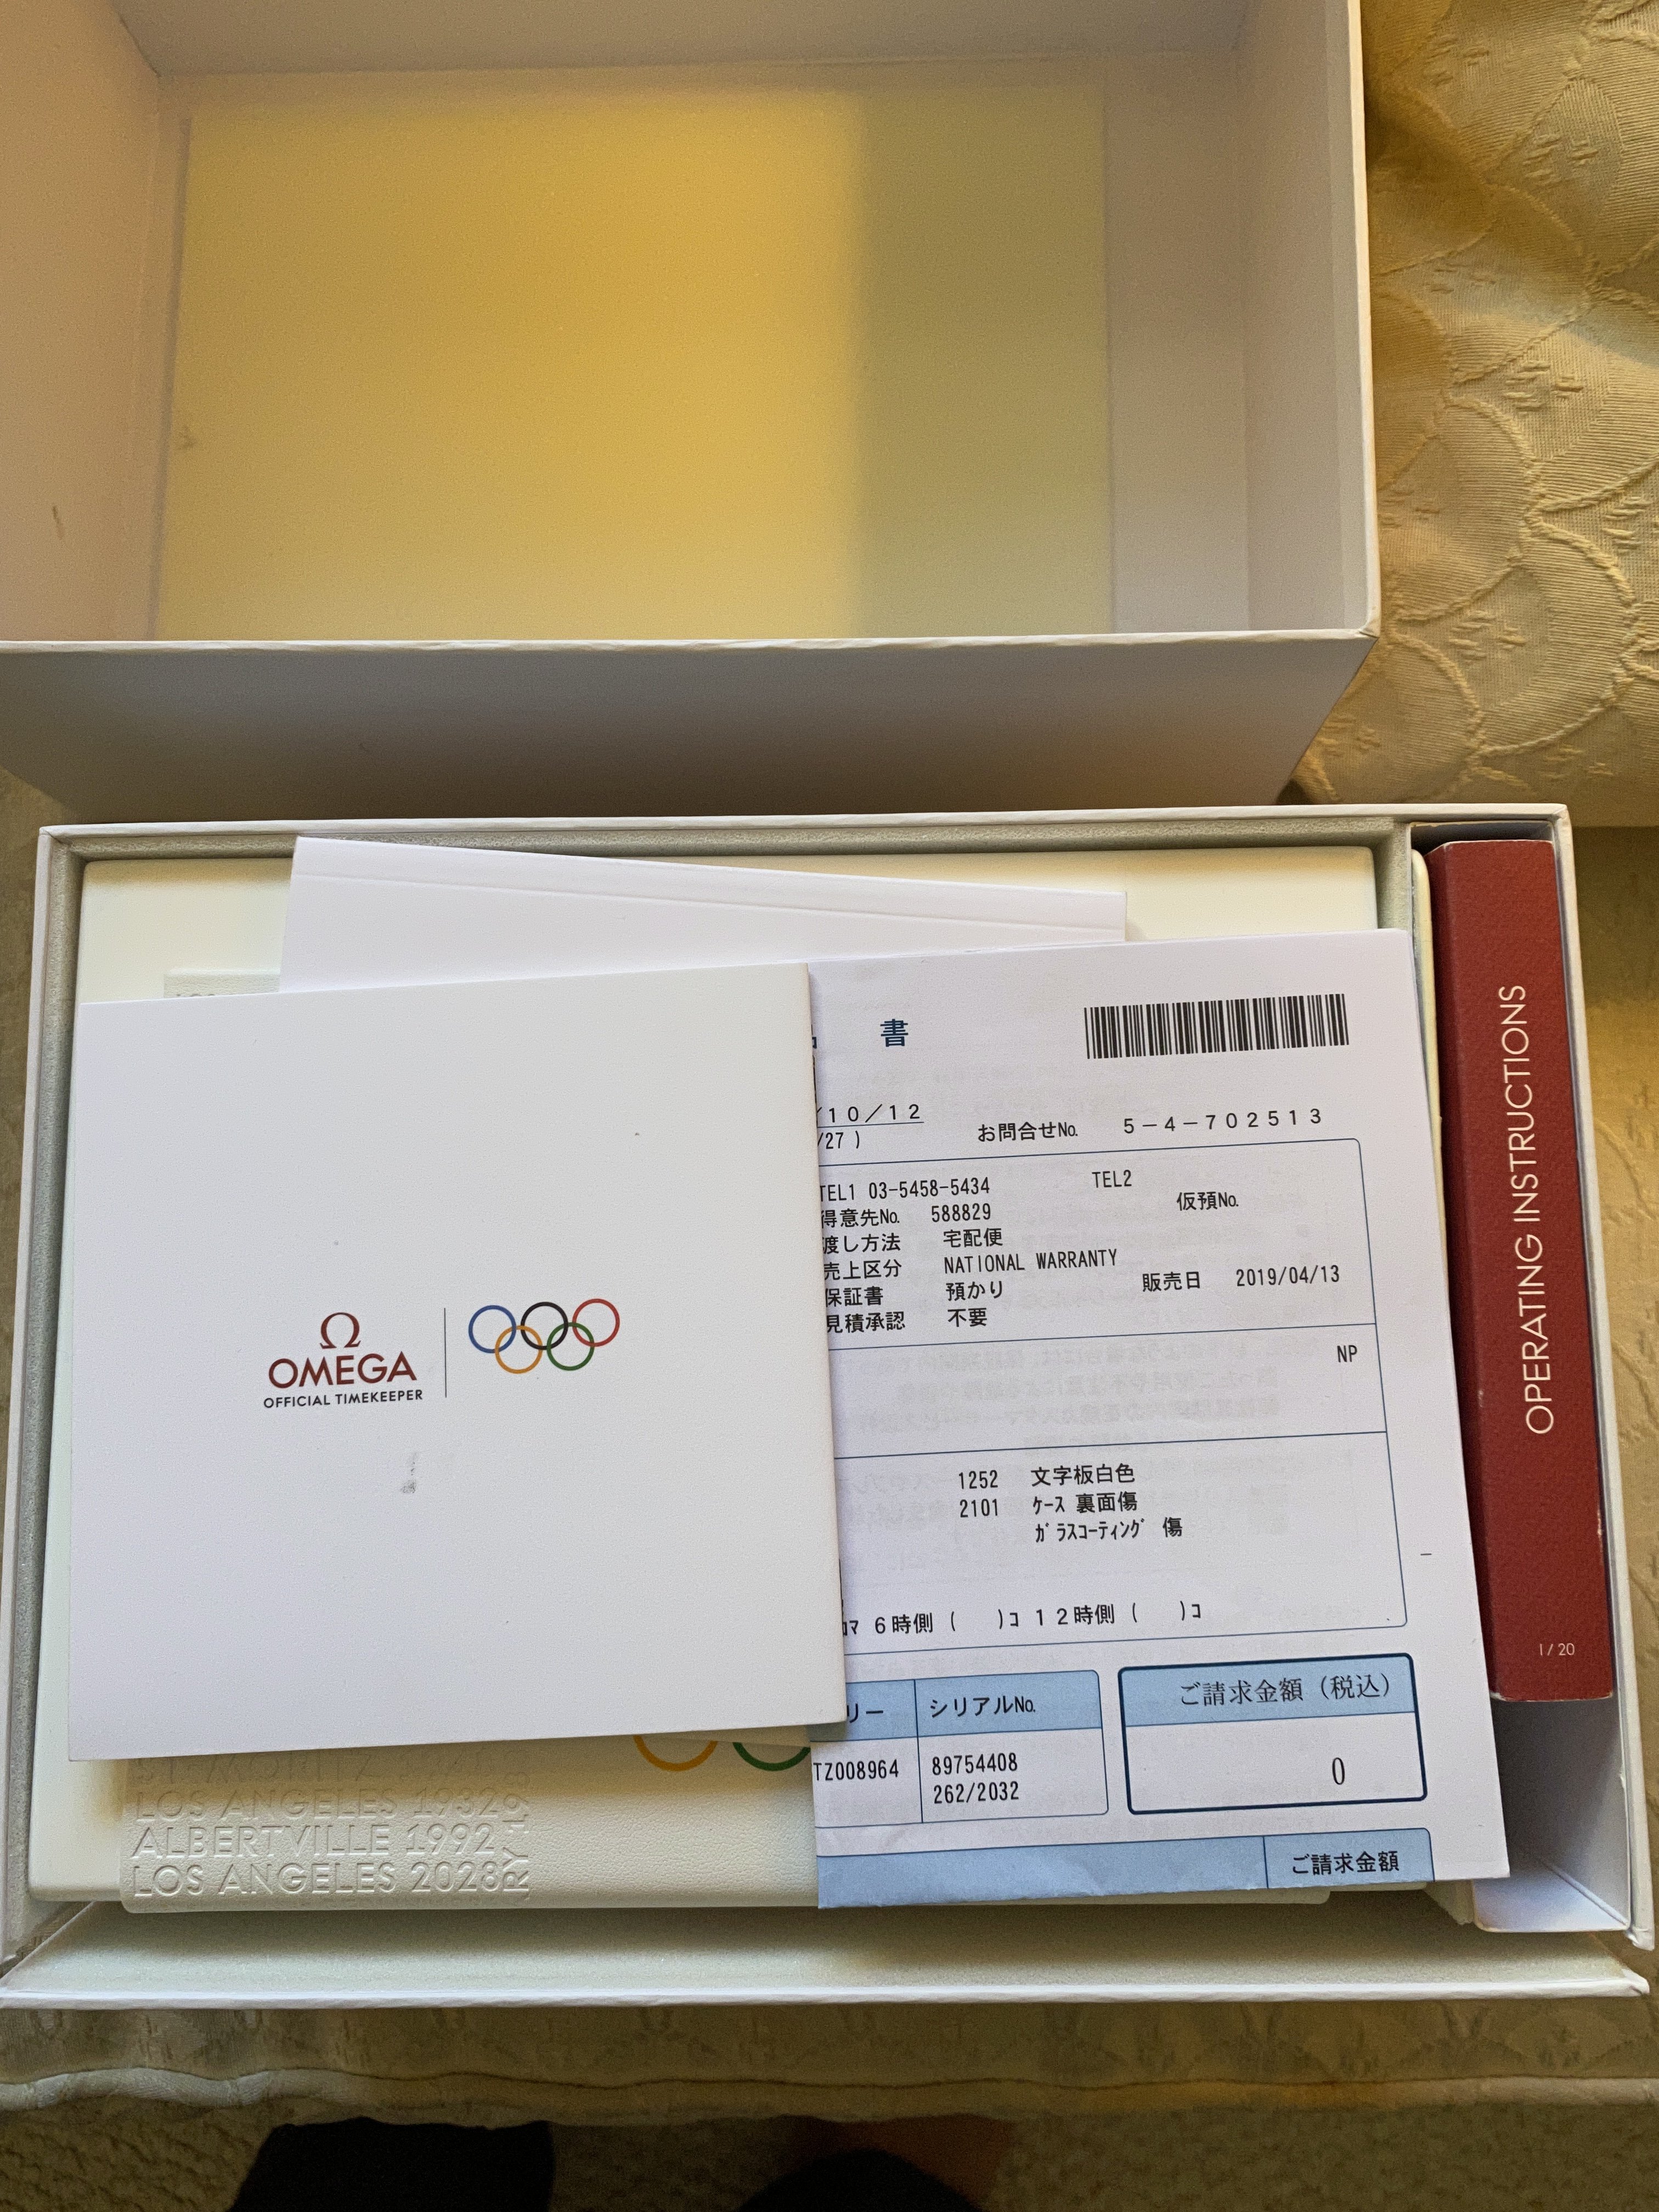 Ω
OMEGA
OFFICIAL TIMEKEEPER
書
/10/12
/27 )
お問合せ№ 5-4-702513
TEL1 03-5458-5434 TEL2
得意先№ 588829 仮預№
渡し方法 宅配便
売上区分 NATIONAL WARRANTY
保証書 預かり 販売日 2019/04/13
見積承認 不要
NP
1252 文字板白色
2101 ケース 裏面傷
ガラスコーティング 傷
コマ 6時側 ( )コ 12時側 ( )コ
リー シリアル№ ご請求金額（税込）
TZ008964 89754408 0
262/2032
ご請求金額
LOS ANGELES 1932
ALBERTVILLE 1992
LOS ANGELES 2028
OPERATING INSTRUCTIONS
1/20